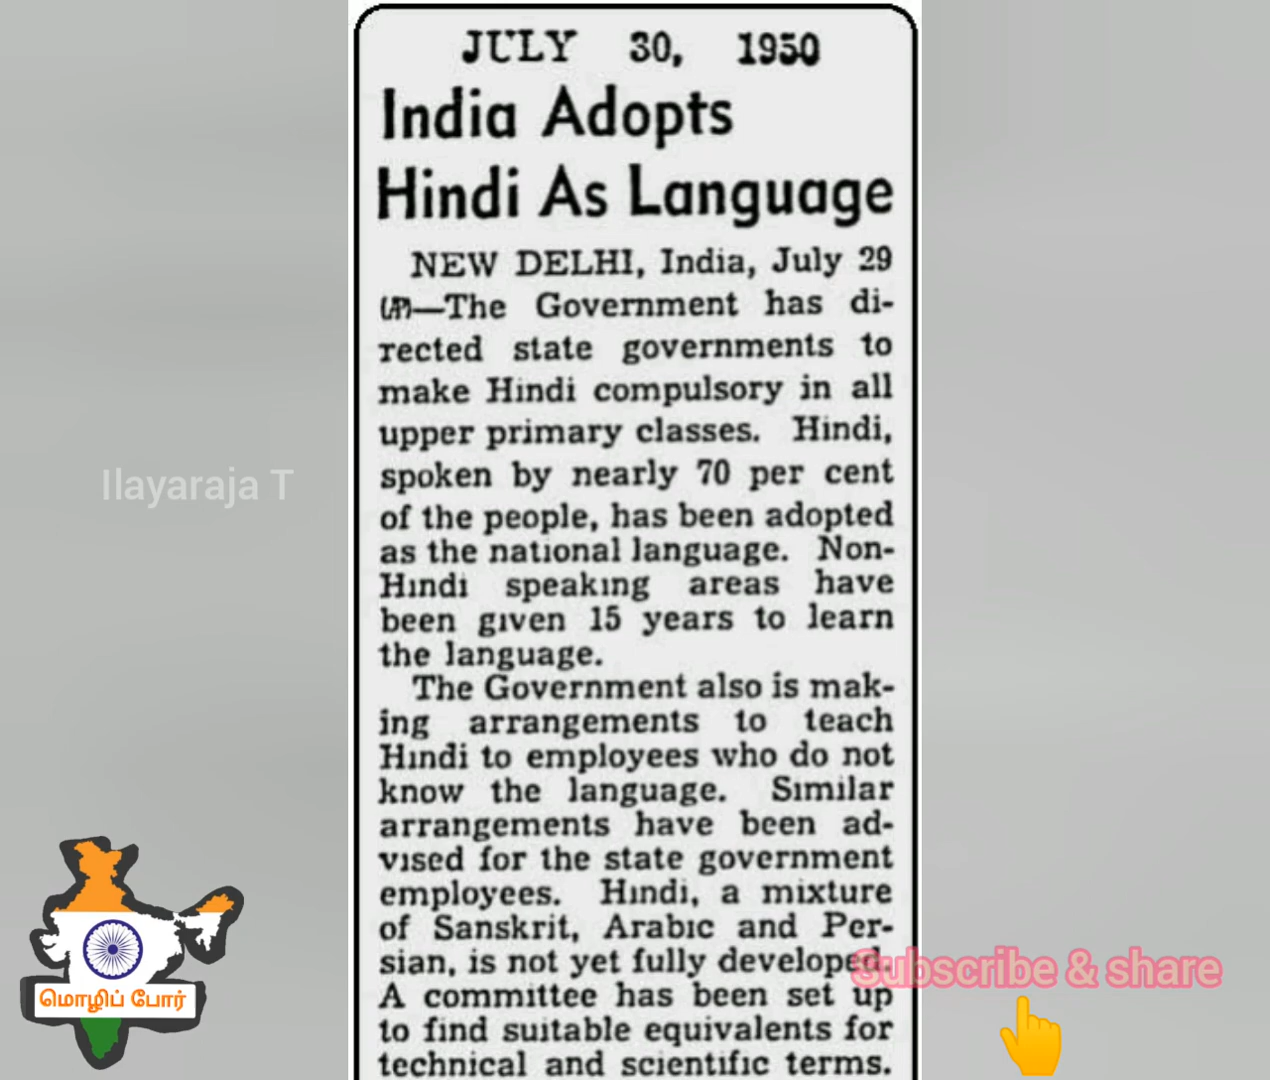 JULY 30, 1950
India Adopts
Hindi As Language
NEW DELHI, India, July 29
(AP)—The Government has di-
rected state governments to
make Hindi compulsory in all
upper primary classes. Hindi,
spoken by nearly 70 per cent
of the people, has been adopted
as the national language. Non-
Hindi speaking areas have
been given 15 years to learn
the language.
The Government also is mak-
ing arrangements to teach
Hindi to employees who do not
know the language. Similar
arrangements have been ad-
vised for the state government
employees. Hindi, a mixture
of Sanskrit, Arabic and Per-
sian, is not yet fully developed.
A committee has been set up
to find suitable equivalents for
technical and scientific terms.
Ilayaraja T
மொழிப் போர்
Subscribe & share